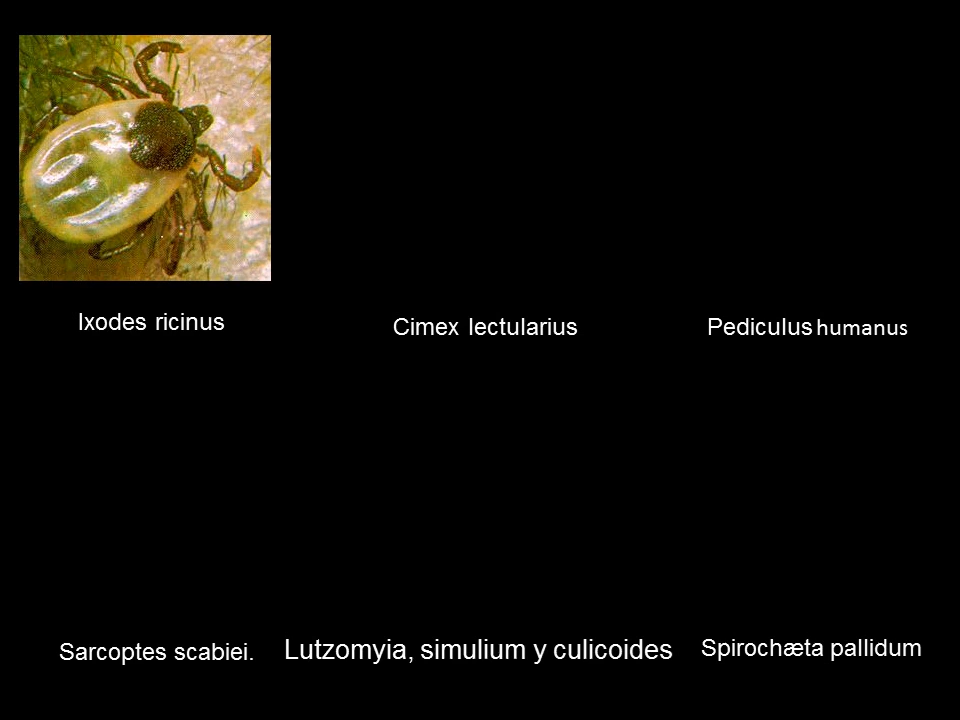 Ixodes ricinus
Cimex lectularius
Pediculus humanus
Sarcoptes scabiei.
Lutzomyia, simulium y culicoides
Spirochæta pallidum